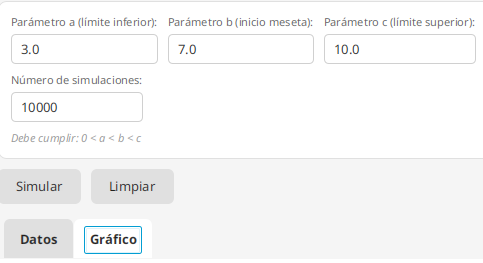 Parámetro a (límite inferior): Parámetro b (inicio meseta): Parámetro c (límite superior):
3.0 7.0 10.0
Número de simulaciones:
10000
Debe cumplir: 0 < a < b < c
Simular Limpiar
Datos Gráfico